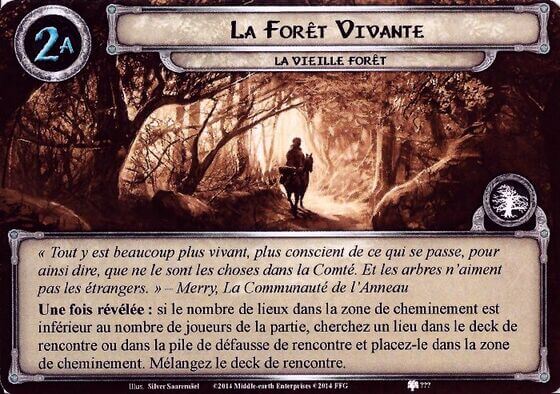 2A
La Forêt Vivante
La Vieille Forêt
« Tout y est beaucoup plus vivant, plus conscient de ce qui se passe, pour
ainsi dire, que ne le sont les choses dans la Comté. Et les arbres n'aiment
pas les étrangers. » – Merry, La Communauté de l'Anneau
Une fois révélée : si le nombre de lieux dans la zone de cheminement est
inférieur au nombre de joueurs de la partie, cherchez un lieu dans le deck de
rencontre ou dans la pile de défausse de rencontre et placez-le dans la zone
de cheminement. Mélangez le deck de rencontre.
Illus. Silver Saaremäel ©2014 Middle-earth Enterprises ©2014 FFG ???